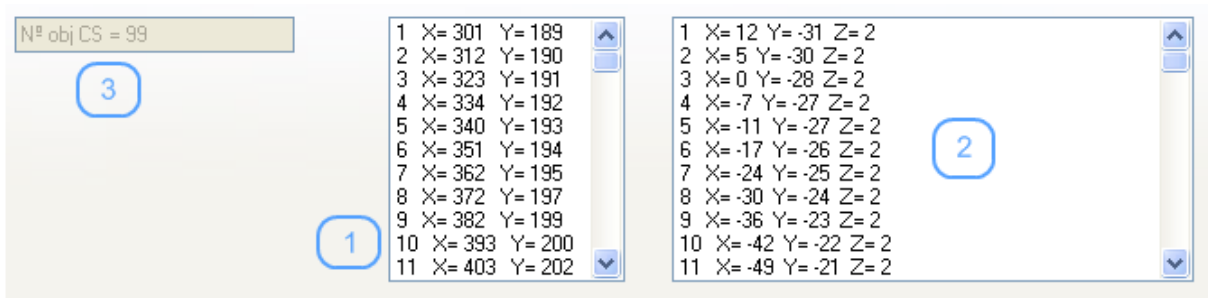 Nº obj CS = 99
3
1 X= 301 Y= 189
2 X= 312 Y= 190
3 X= 323 Y= 191
4 X= 334 Y= 192
5 X= 340 Y= 193
6 X= 351 Y= 194
7 X= 362 Y= 195
8 X= 372 Y= 197
9 X= 382 Y= 199
10 X= 393 Y= 200
11 X= 403 Y= 202
1
1 X= 12 Y= -31 Z= 2
2 X= 5 Y= -30 Z= 2
3 X= 0 Y= -28 Z= 2
4 X= -7 Y= -27 Z= 2
5 X= -11 Y= -27 Z= 2
6 X= -17 Y= -26 Z= 2
7 X= -24 Y= -25 Z= 2
8 X= -30 Y= -24 Z= 2
9 X= -36 Y= -23 Z= 2
10 X= -42 Y= -22 Z= 2
11 X= -49 Y= -21 Z= 2
2